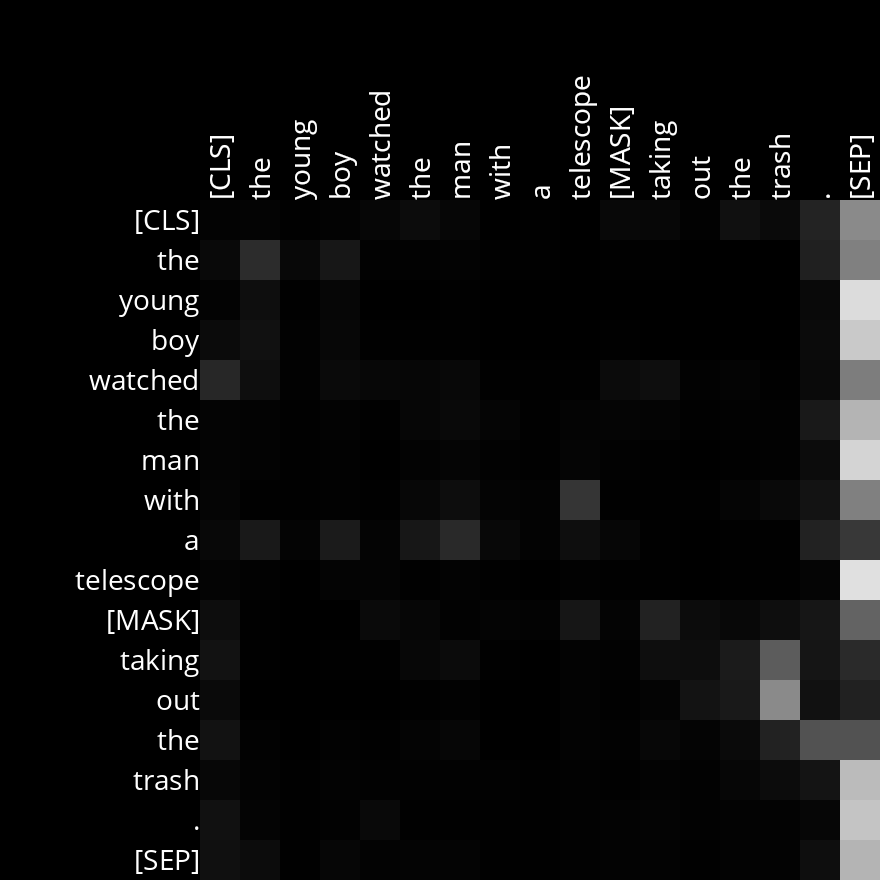 [CLS] the young boy watched the man with a telescope [MASK] taking out the trash . [SEP]
[CLS]
the
young
boy
watched
the
man
with
a
telescope
[MASK]
taking
out
the
trash
.
[SEP]